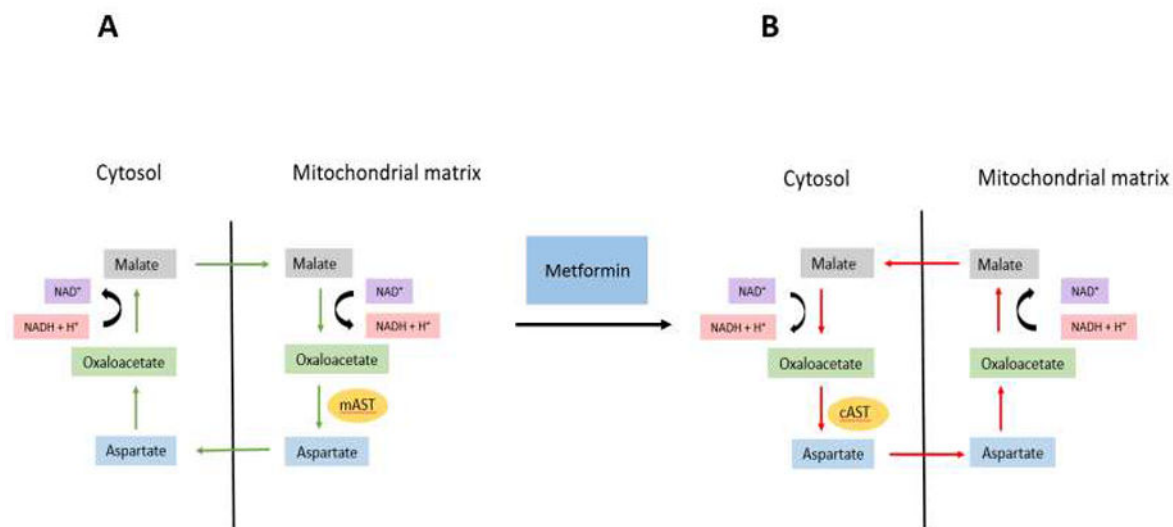 A
B
Cytosol
Mitochondrial matrix
Cytosol
Mitochondrial matrix
Metformin
Malate
Malate
NAD⁺
NADH + H⁺
NAD⁺
NADH + H⁺
Oxaloacetate
Oxaloacetate
mAST
Aspartate
Aspartate
Malate
Malate
NAD⁺
NADH + H⁺
NAD⁺
NADH + H⁺
Oxaloacetate
Oxaloacetate
cAST
Aspartate
Aspartate